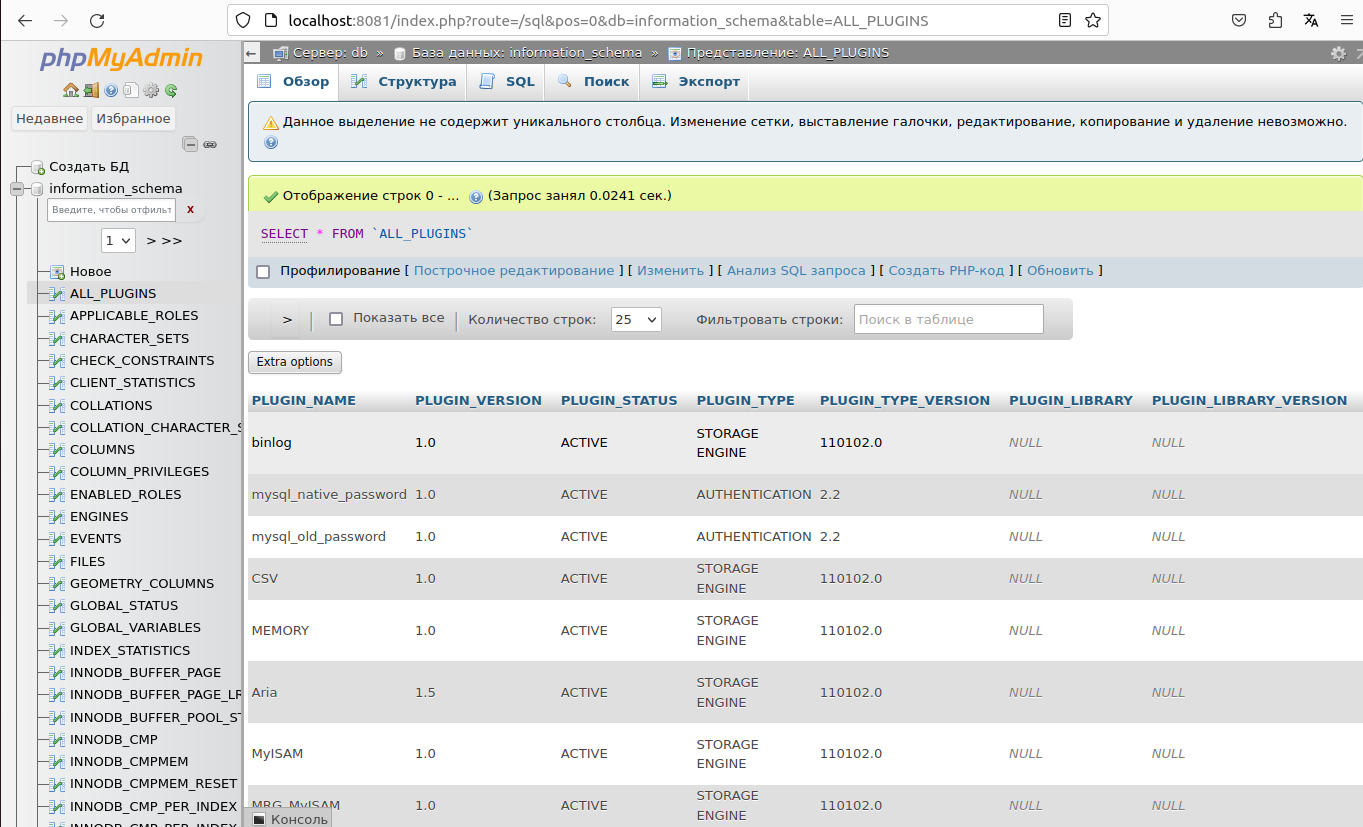 localhost:8081/index.php?route=/sql&pos=0&db=information_schema&table=ALL_PLUGINS
phpMyAdmin
Недавнее Избранное
Создать БД
information_schema
Введите, чтобы отфильт X
1 > >>
Новое
ALL_PLUGINS
APPLICABLE_ROLES
CHARACTER_SETS
CHECK_CONSTRAINTS
CLIENT_STATISTICS
COLLATIONS
COLLATION_CHARACTER_S
COLUMNS
COLUMN_PRIVILEGES
ENABLED_ROLES
ENGINES
EVENTS
FILES
GEOMETRY_COLUMNS
GLOBAL_STATUS
GLOBAL_VARIABLES
INDEX_STATISTICS
INNODB_BUFFER_PAGE
INNODB_BUFFER_PAGE_LR
INNODB_BUFFER_POOL_ST
INNODB_CMP
INNODB_CMPMEM
INNODB_CMPMEM_RESET
INNODB_CMP_PER_INDEX
INNODB_CMP_PER_INDEX
Сервер: db » База данных: information_schema » Представление: ALL_PLUGINS
Обзор Структура SQL Поиск Экспорт
Данное выделение не содержит уникального столбца. Изменение сетки, выставление галочки, редактирование, копирование и удаление невозможно.
Отображение строк 0 - ... (Запрос занял 0.0241 сек.)
SELECT * FROM `ALL_PLUGINS`
Профилирование [ Построчное редактирование ] [ Изменить ] [ Анализ SQL запроса ] [ Создать PHP-код ] [ Обновить ]
> | Показать все | Количество строк: 25 Фильтровать строки: Поиск в таблице
Extra options
PLUGIN_NAME PLUGIN_VERSION PLUGIN_STATUS PLUGIN_TYPE PLUGIN_TYPE_VERSION PLUGIN_LIBRARY PLUGIN_LIBRARY_VERSION
binlog 1.0 ACTIVE STORAGE ENGINE 110102.0 NULL NULL
mysql_native_password 1.0 ACTIVE AUTHENTICATION 2.2 NULL NULL
mysql_old_password 1.0 ACTIVE AUTHENTICATION 2.2 NULL NULL
CSV 1.0 ACTIVE STORAGE ENGINE 110102.0 NULL NULL
MEMORY 1.0 ACTIVE STORAGE ENGINE 110102.0 NULL NULL
Aria 1.5 ACTIVE STORAGE ENGINE 110102.0 NULL NULL
MyISAM 1.0 ACTIVE STORAGE ENGINE 110102.0 NULL NULL
MRG_MyISAM 1.0 ACTIVE STORAGE ENGINE 110102.0 NULL NULL
Консоль